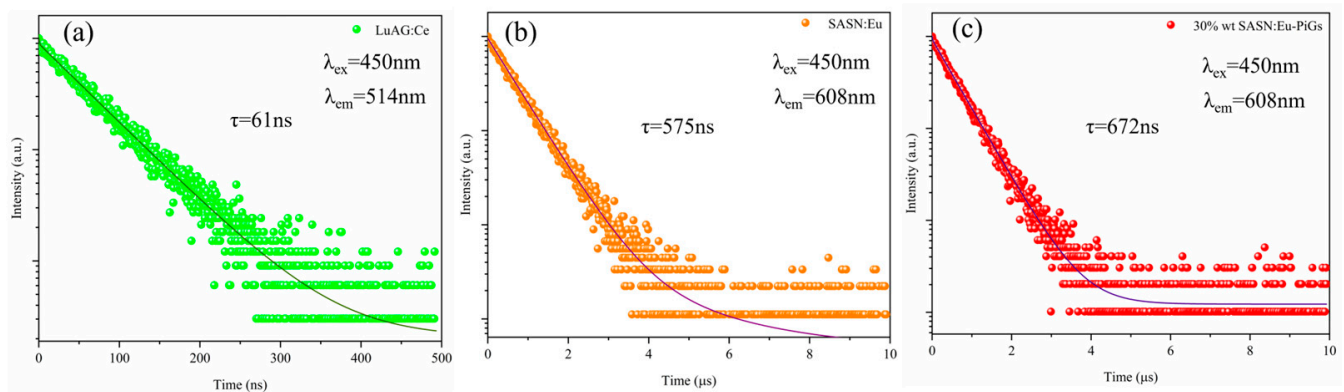 (a)
LuAG:Ce
λex=450nm
λem=514nm
τ=61ns
Intensity (a.u.)
0 100 200 300 400 500
Time (ns)
(b)
SASN:Eu
λex=450nm
λem=608nm
τ=575ns
Intensity (a.u.)
0 2 4 6 8 10
Time (μs)
(c)
30% wt SASN:Eu-PiGs
λex=450nm
λem=608nm
τ=672ns
Intensity (a.u.)
0 2 4 6 8 10
Time (μs)